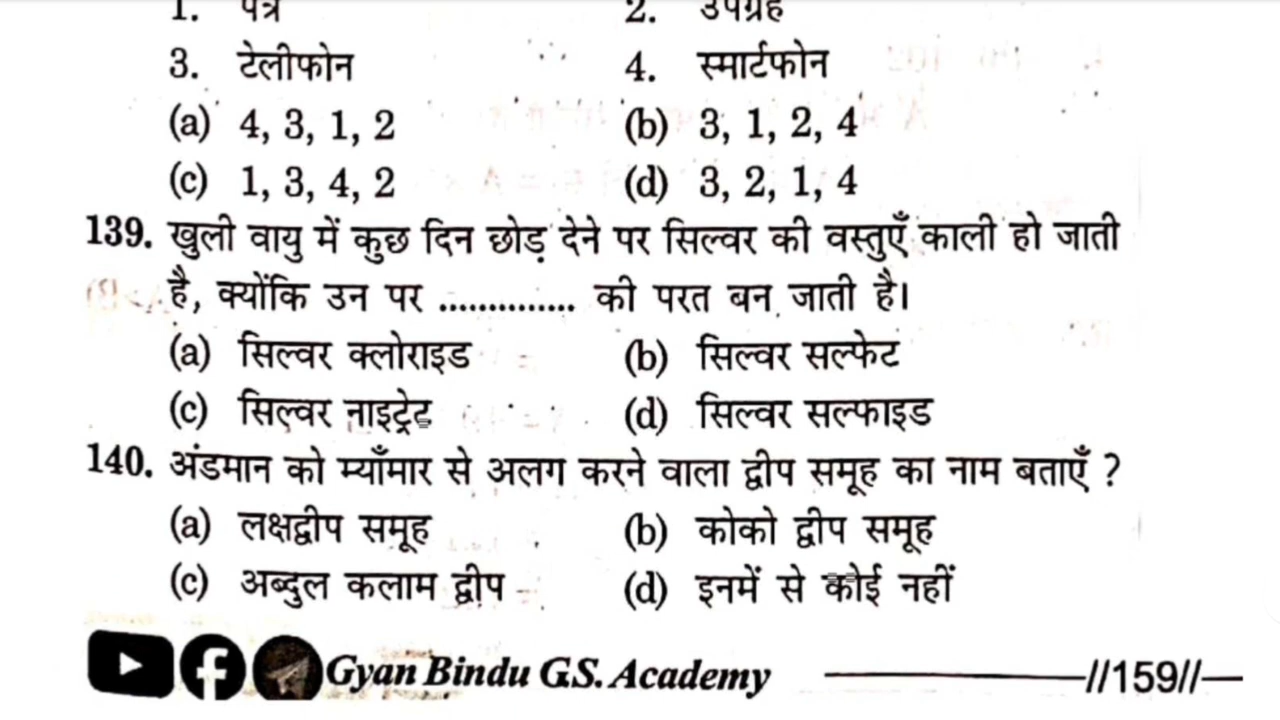 1. पत्र 2. उपग्रह
3. टेलीफोन 4. स्मार्टफोन
(a) 4, 3, 1, 2 (b) 3, 1, 2, 4
(c) 1, 3, 4, 2 (d) 3, 2, 1, 4
139. खुली वायु में कुछ दिन छोड़ देने पर सिल्वर की वस्तुएँ काली हो जाती
है, क्योंकि उन पर .............. की परत बन जाती है।
(a) सिल्वर क्लोराइड (b) सिल्वर सल्फेट
(c) सिल्वर नाइट्रेट (d) सिल्वर सल्फाइड
140. अंडमान को म्याँमार से अलग करने वाला द्वीप समूह का नाम बताएँ ?
(a) लक्षद्वीप समूह (b) कोको द्वीप समूह
(c) अब्दुल कलाम द्वीप (d) इनमें से कोई नहीं
Gyan Bindu G.S. Academy //159//